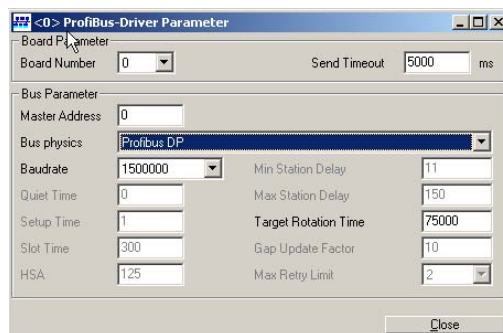 <0> ProfiBus-Driver Parameter
Board Parameter
Board Number 0 Send Timeout 5000 ms
Bus Parameter
Master Address 0
Bus physics Profibus DP
Baudrate 1500000 Min Station Delay 11
Quiet Time 0 Max Station Delay 150
Setup Time 1 Target Rotation Time 75000
Slot Time 300 Gap Update Factor 10
HSA 125 Max Retry Limit 2
Close